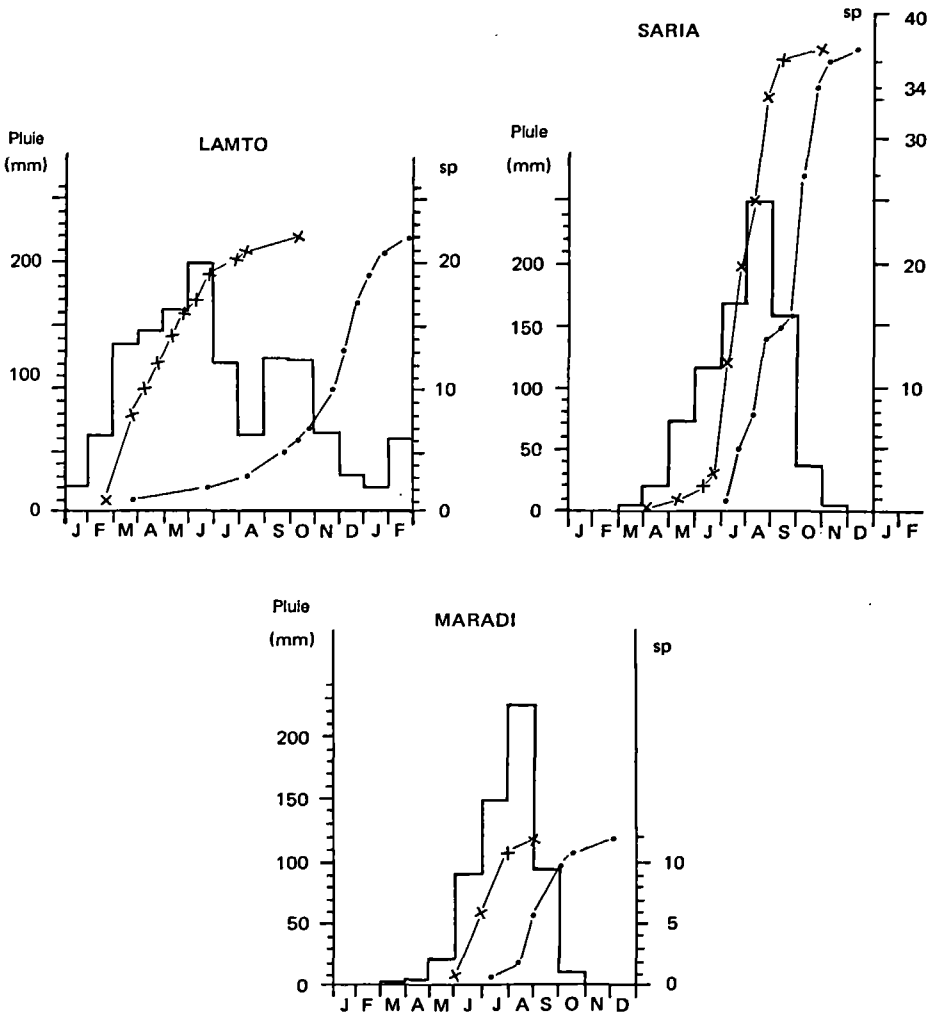 LAMTO
Pluie
(mm)
sp
200
100
0
20
10
0
J F M A M J J A S O N D J F
SARIA
Pluie
(mm)
sp
200
150
100
50
0
40
34
30
20
10
J F M A M J J A S O N D J F
MARADI
Pluie
(mm)
sp
200
150
100
50
0
10
5
0
J F M A M J J A S O N D